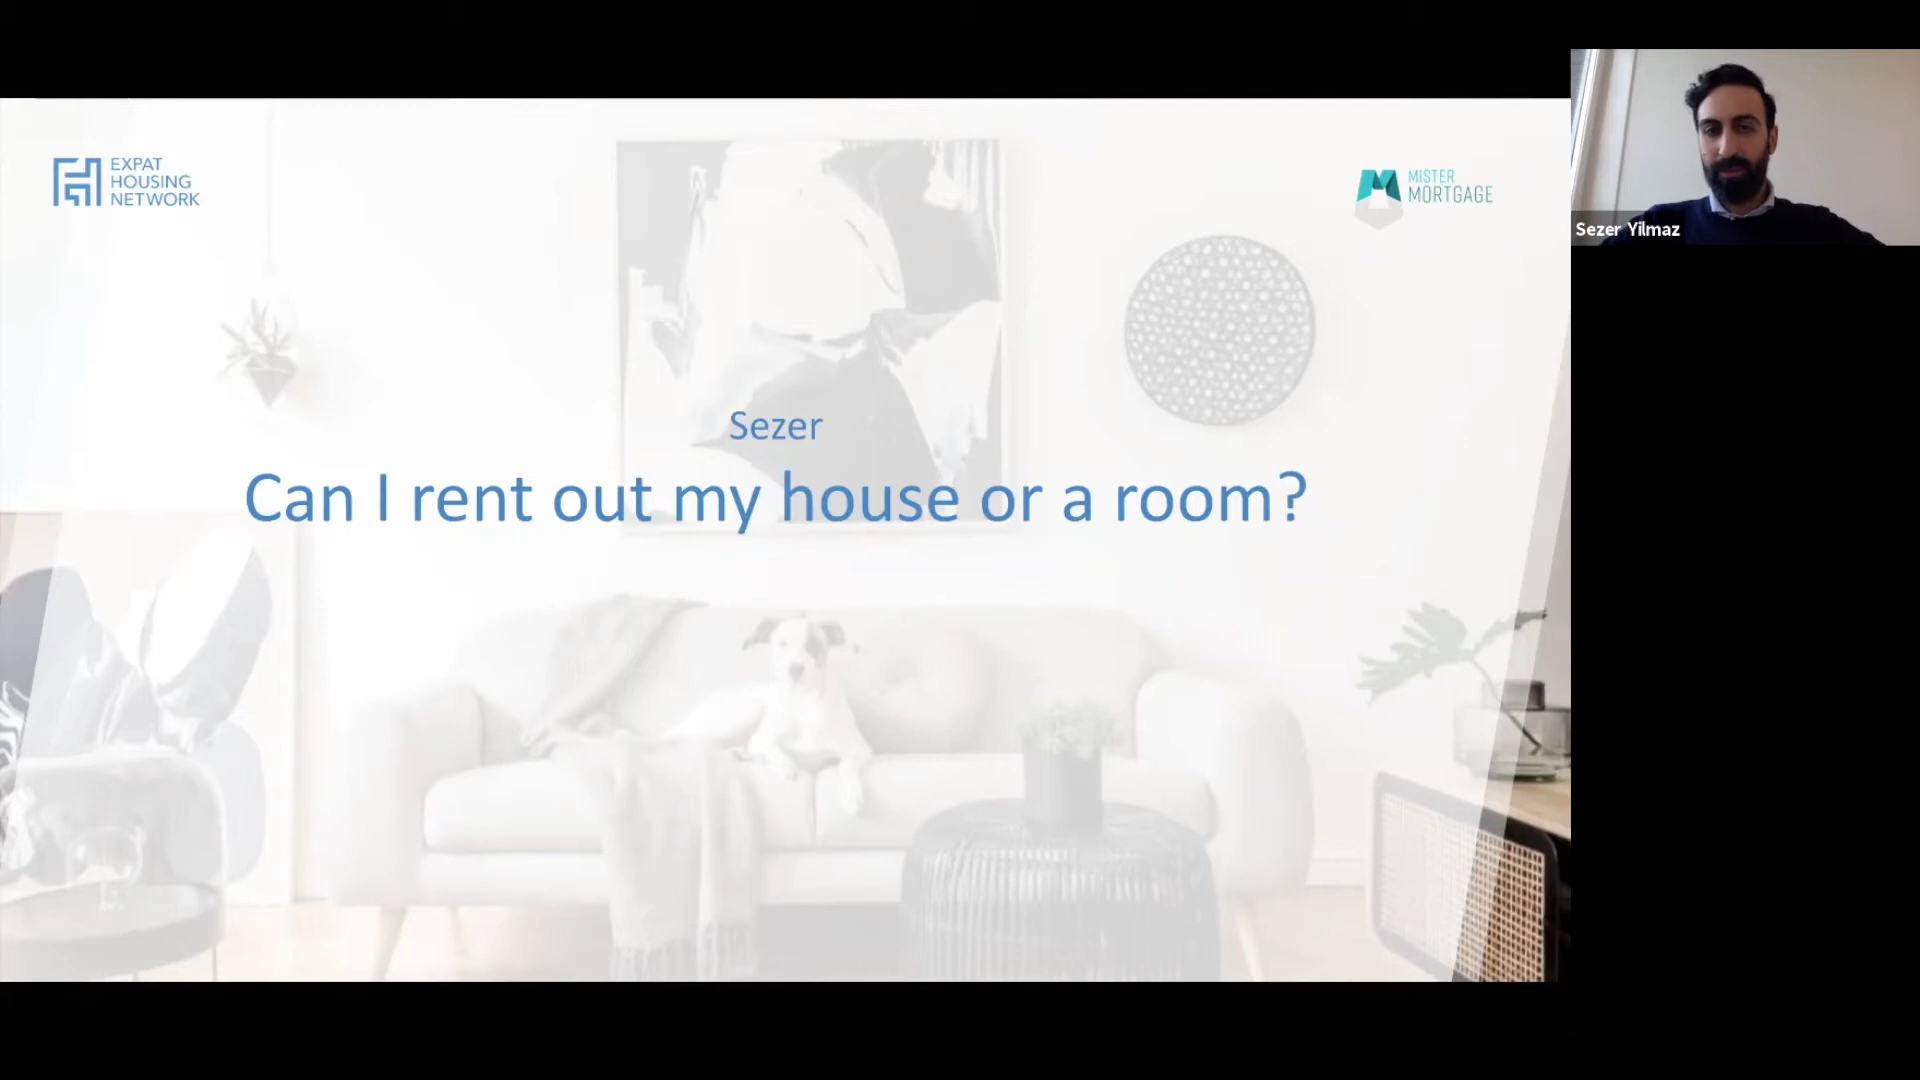 EXPAT
HOUSING
NETWORK
MISTER
MORTGAGE
Sezer Yilmaz
Sezer
Can I rent out my house or a room?